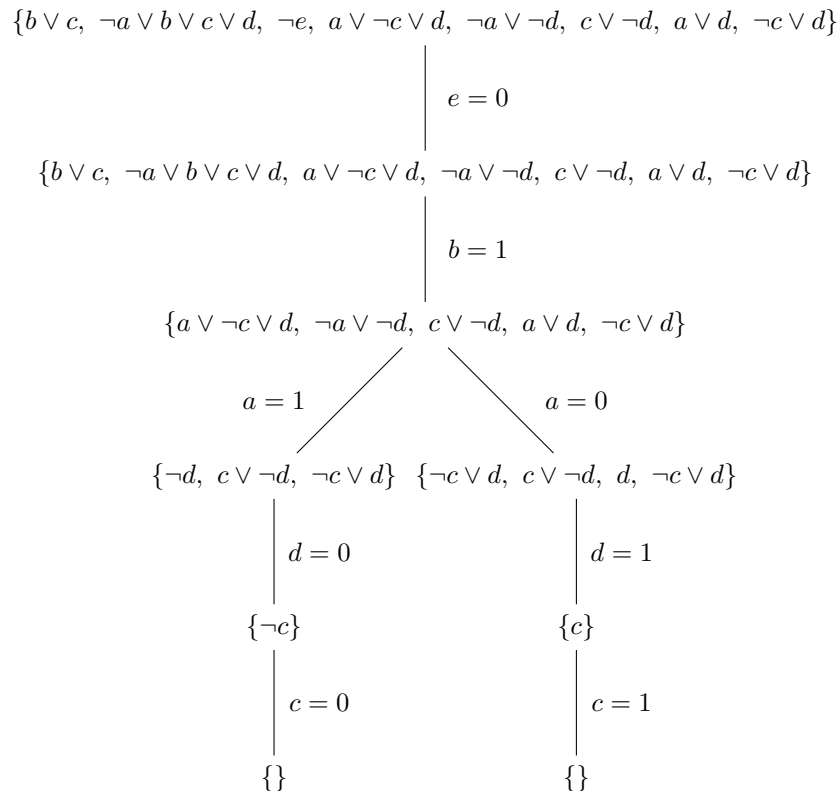 {b ∨ c, ¬a ∨ b ∨ c ∨ d, ¬e, a ∨ ¬c ∨ d, ¬a ∨ ¬d, c ∨ ¬d, a ∨ d, ¬c ∨ d}
e = 0
{b ∨ c, ¬a ∨ b ∨ c ∨ d, a ∨ ¬c ∨ d, ¬a ∨ ¬d, c ∨ ¬d, a ∨ d, ¬c ∨ d}
b = 1
{a ∨ ¬c ∨ d, ¬a ∨ ¬d, c ∨ ¬d, a ∨ d, ¬c ∨ d}
a = 1 a = 0
{¬d, c ∨ ¬d, ¬c ∨ d} {¬c ∨ d, c ∨ ¬d, d, ¬c ∨ d}
d = 0 d = 1
{¬c} {c}
c = 0 c = 1
{} {}